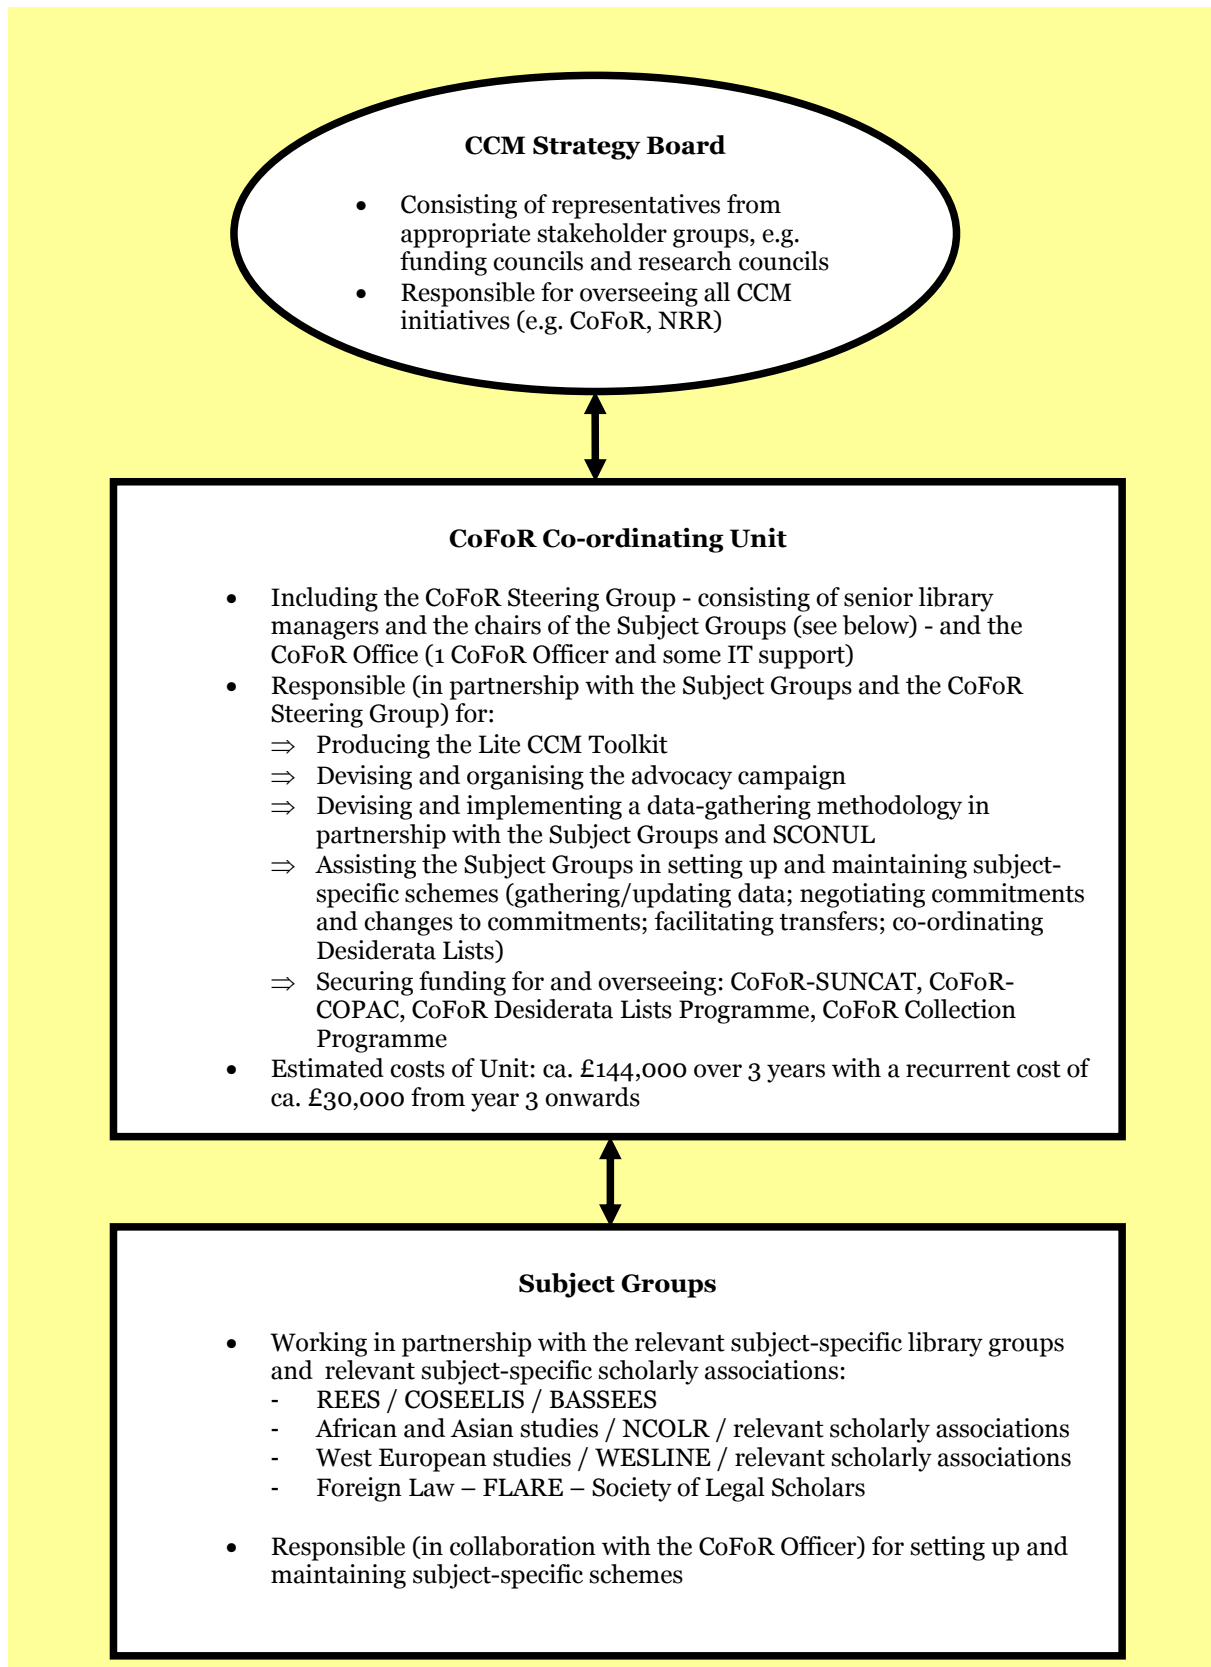 CCM Strategy Board
• Consisting of representatives from
appropriate stakeholder groups, e.g.
funding councils and research councils
• Responsible for overseeing all CCM
initiatives (e.g. CoFoR, NRR)
CoFoR Co-ordinating Unit
• Including the CoFoR Steering Group - consisting of senior library
managers and the chairs of the Subject Groups (see below) - and the
CoFoR Office (1 CoFoR Officer and some IT support)
• Responsible (in partnership with the Subject Groups and the CoFoR
Steering Group) for:
⇒ Producing the Lite CCM Toolkit
⇒ Devising and organising the advocacy campaign
⇒ Devising and implementing a data-gathering methodology in
partnership with the Subject Groups and SCONUL
⇒ Assisting the Subject Groups in setting up and maintaining subject-
specific schemes (gathering/updating data; negotiating commitments
and changes to commitments; facilitating transfers; co-ordinating
Desiderata Lists)
⇒ Securing funding for and overseeing: CoFoR-SUNCAT, CoFoR-
COPAC, CoFoR Desiderata Lists Programme, CoFoR Collection
Programme
• Estimated costs of Unit: ca. £144,000 over 3 years with a recurrent cost of
ca. £30,000 from year 3 onwards
Subject Groups
• Working in partnership with the relevant subject-specific library groups
and relevant subject-specific scholarly associations:
- REES / COSEELIS / BASSEES
- African and Asian studies / NCOLR / relevant scholarly associations
- West European studies / WESLINE / relevant scholarly associations
- Foreign Law – FLARE – Society of Legal Scholars
• Responsible (in collaboration with the CoFoR Officer) for setting up and
maintaining subject-specific schemes